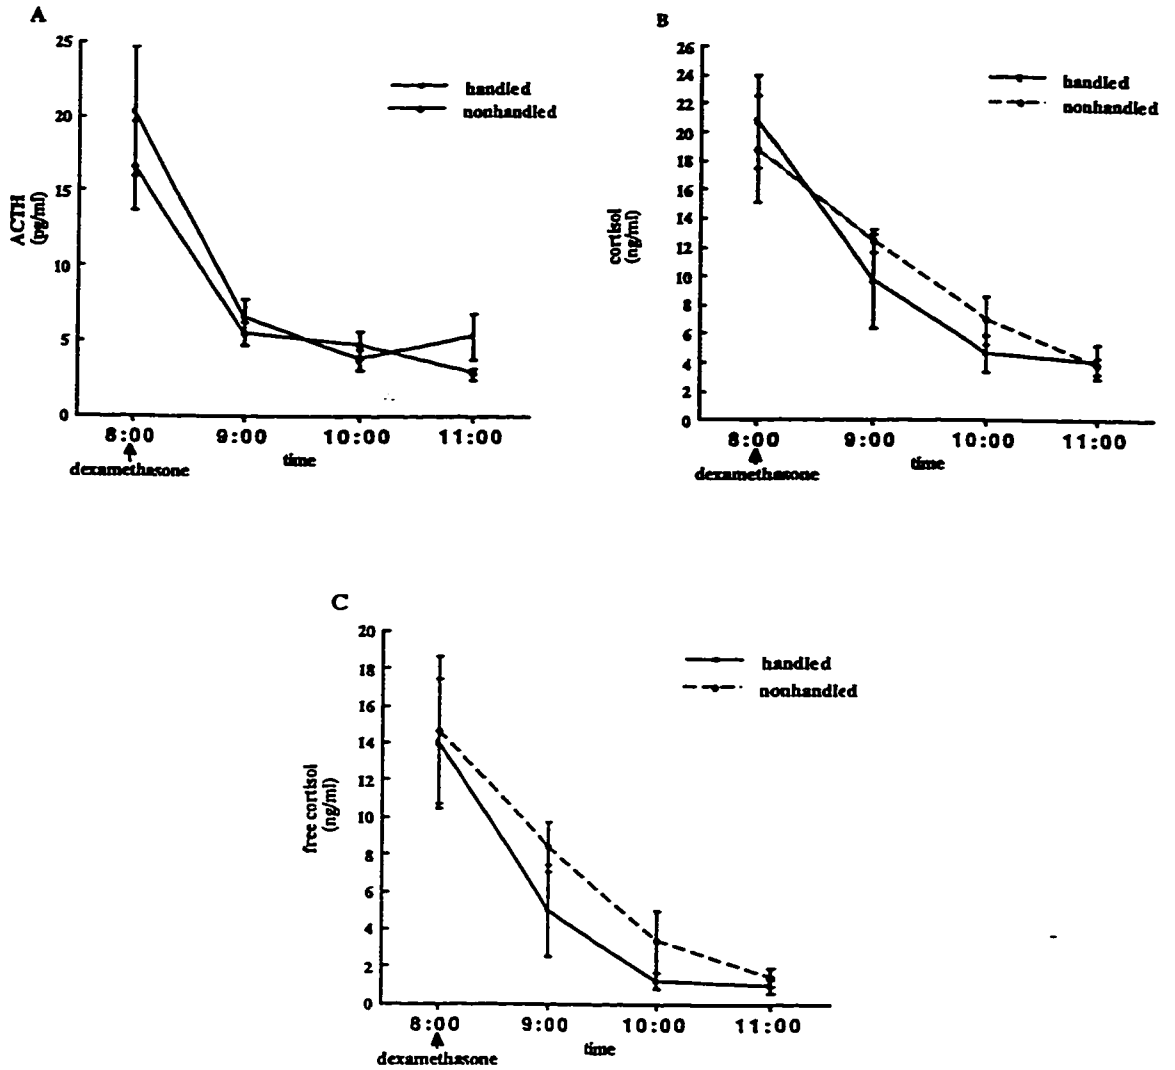 A
25
20
15
10
5
0
ACTH
(pg/ml)
handled
nonhandled
8:00 9:00 10:00 11:00
dexamethasone
time
B
26
24
22
20
18
16
14
12
10
8
6
4
2
0
cortisol
(ng/ml)
handled
nonhandled
8:00 9:00 10:00 11:00
dexamethasone
time
C
20
18
16
14
12
10
8
6
4
2
0
free cortisol
(ng/ml)
handled
nonhandled
8:00 9:00 10:00 11:00
dexamethasone
time